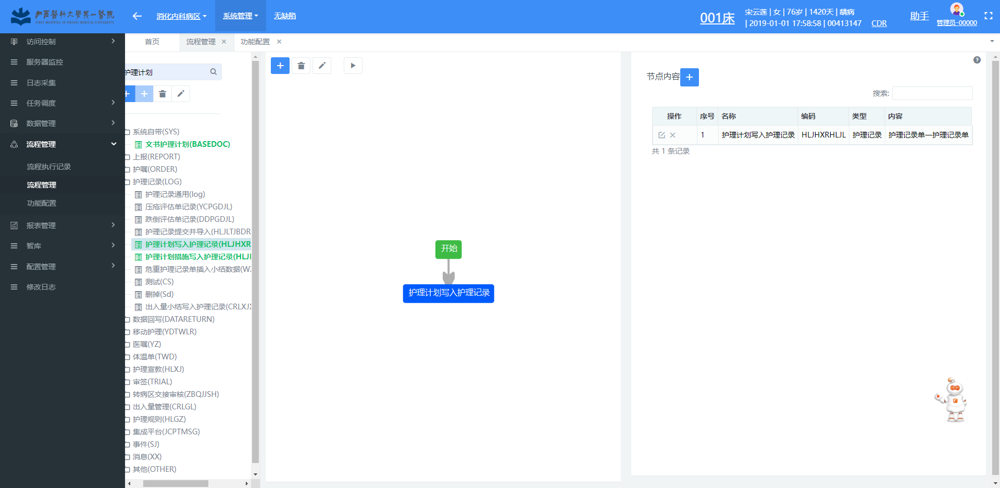 山西醫科大學第一醫院
FIRST HOSPITAL OF SHANXI MEDICAL UNIVERSITY
消化内科病区
系统管理
无缺陷
001床
宋云莲 | 女 | 76岁 | 1420天 | 龋病
| 2019-01-01 17:58:58 | 00413147
CDR
助手
管理员-00000
访问控制
服务器监控
日志采集
任务调度
数据管理
流程管理
流程执行记录
流程管理
功能配置
报表管理
智库
配置管理
修改日志
首页
流程管理
功能配置
护理计划
系统自带(SYS)
文书护理计划(BASEDOC)
上报(REPORT)
护嘱(ORDER)
护理记录(LOG)
护理记录通用(log)
压疮评估单记录(YCPGDJL)
跌倒评估单记录(DDPGDJL)
护理记录提交并导入(HLJLTJBDR
护理计划写入护理记录(HLJHXR
护理计划措施写入护理记录(HLJ
危重护理记录单插入小结数据(W
测试(CS)
删掉(Sd)
出入量小结写入护理记录(CRLXJ
数据回写(DATARETURN)
移动护理(YDTWLR)
医嘱(YZ)
体温单(TWD)
护理宣教(HLXJ)
审签(TRIAL)
转病区交接审核(ZBQJJSH)
出入量管理(CRLGL)
护理规则(HLGZ)
集成平台(JCPTMSG)
事件(SJ)
消息(XX)
其他(OTHER)
开始
护理计划写入护理记录
节点内容
搜索:
操作 序号 名称 编码 类型 内容
1 护理计划写入护理记录 HLJHXRHLJL 护理记录 护理记录单—护理记录单
共 1 条记录